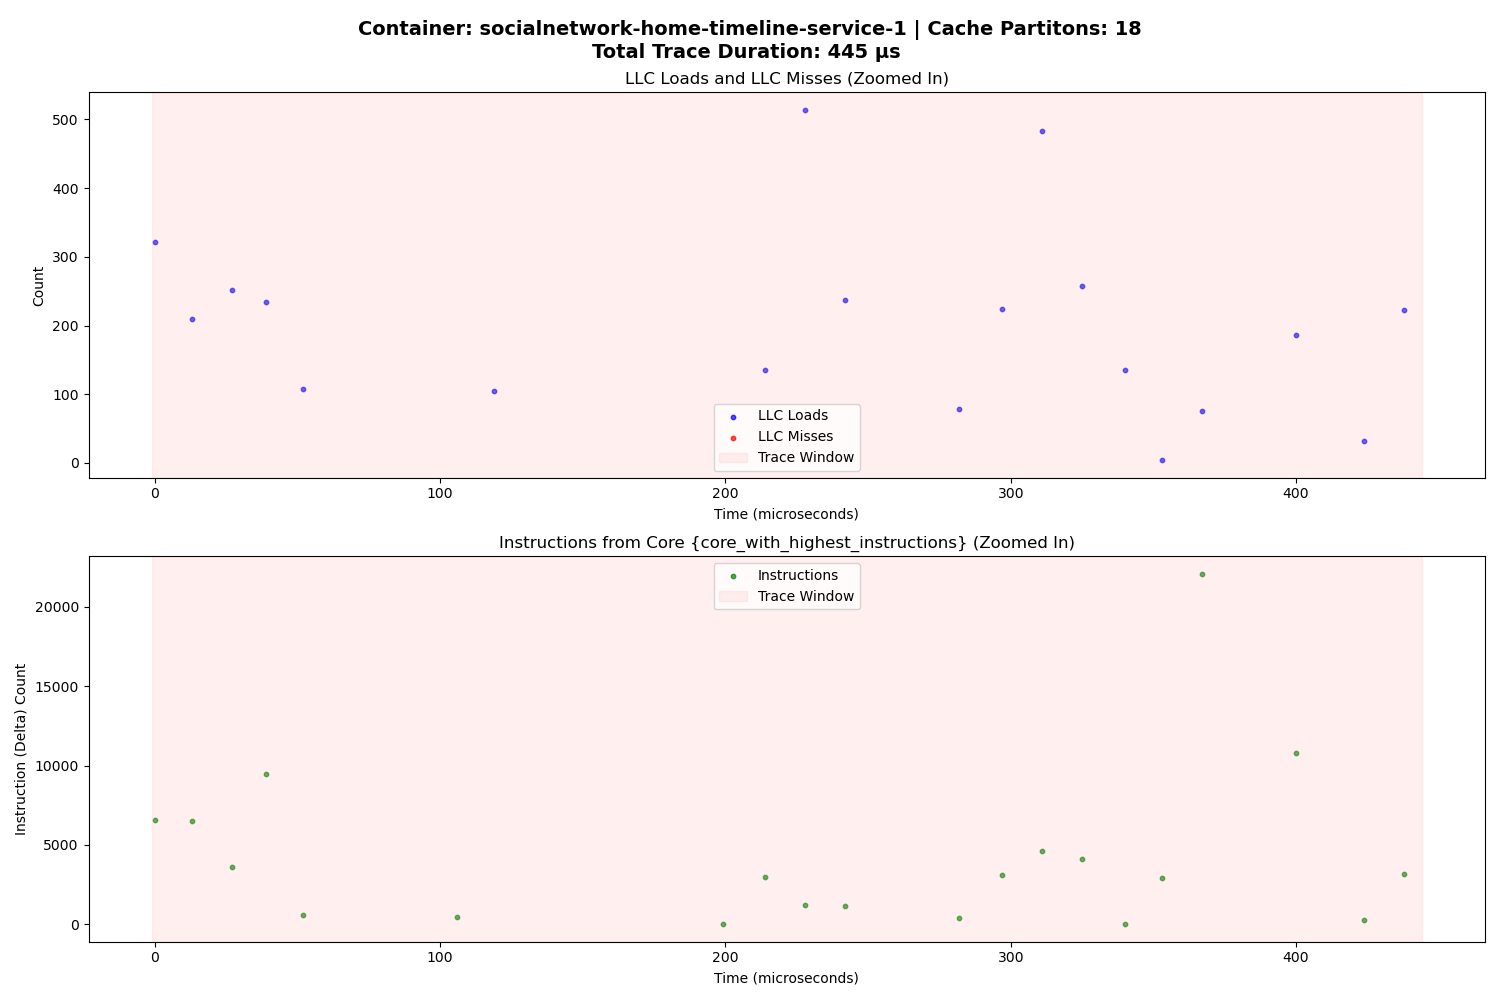 Container: socialnetwork-home-timeline-service-1 | Cache Partitons: 18
Total Trace Duration: 445 µs
LLC Loads and LLC Misses (Zoomed In)
500
400
300
200
100
0
Count
LLC Loads
LLC Misses
Trace Window
0 100 200 300 400
Time (microseconds)
Instructions from Core {core_with_highest_instructions} (Zoomed In)
Instructions
Trace Window
20000
15000
10000
5000
0
Instruction (Delta) Count
0 100 200 300 400
Time (microseconds)